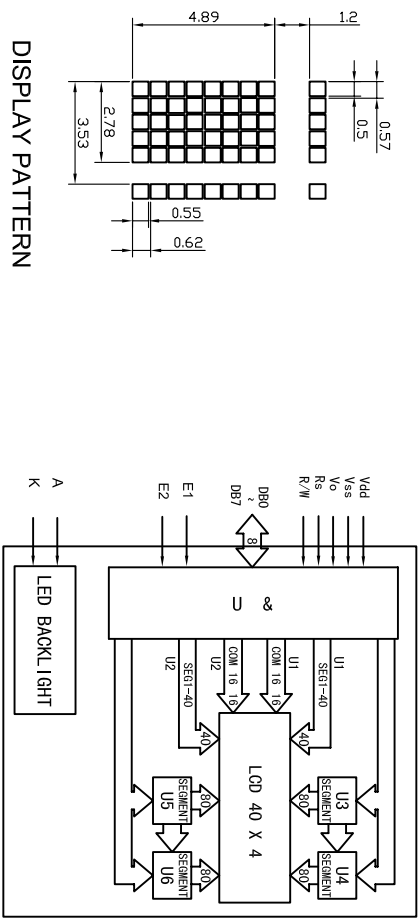 4.89
1.2
0.57
0.5
2.78
3.53
0.55
0.62
DISPLAY PATTERN
Vdd
Vss
Vo
Rs
R/W
DB0
~
DB7
8
E1
E2
A
K
U &
U1
SEG1-40
40
U1
COM 16
16
COM 16
16
U2
SEG1-40
U2
40
LCD 40 X 4
U3
SEGMENT
80
U4
SEGMENT
80
U5
SEGMENT
80
U6
SEGMENT
80
LED BACKLIGHT